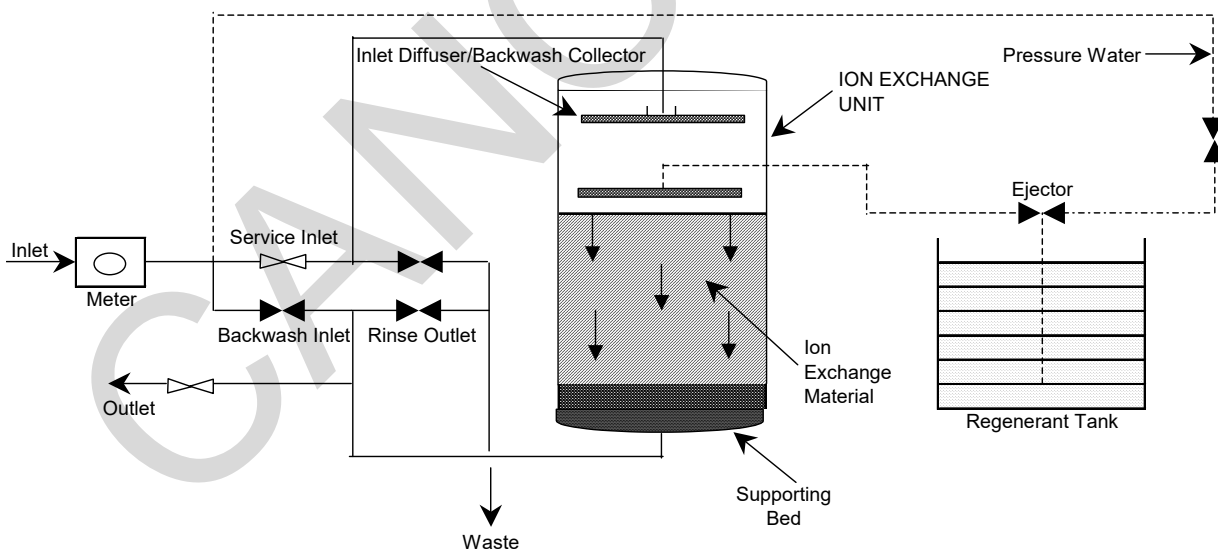 Inlet Diffuser/Backwash Collector
Pressure Water
ION EXCHANGE
UNIT
Ejector
Inlet
Service Inlet
Meter
Backwash Inlet
Rinse Outlet
Ion
Exchange
Material
Outlet
Regenerant Tank
Supporting
Bed
Waste